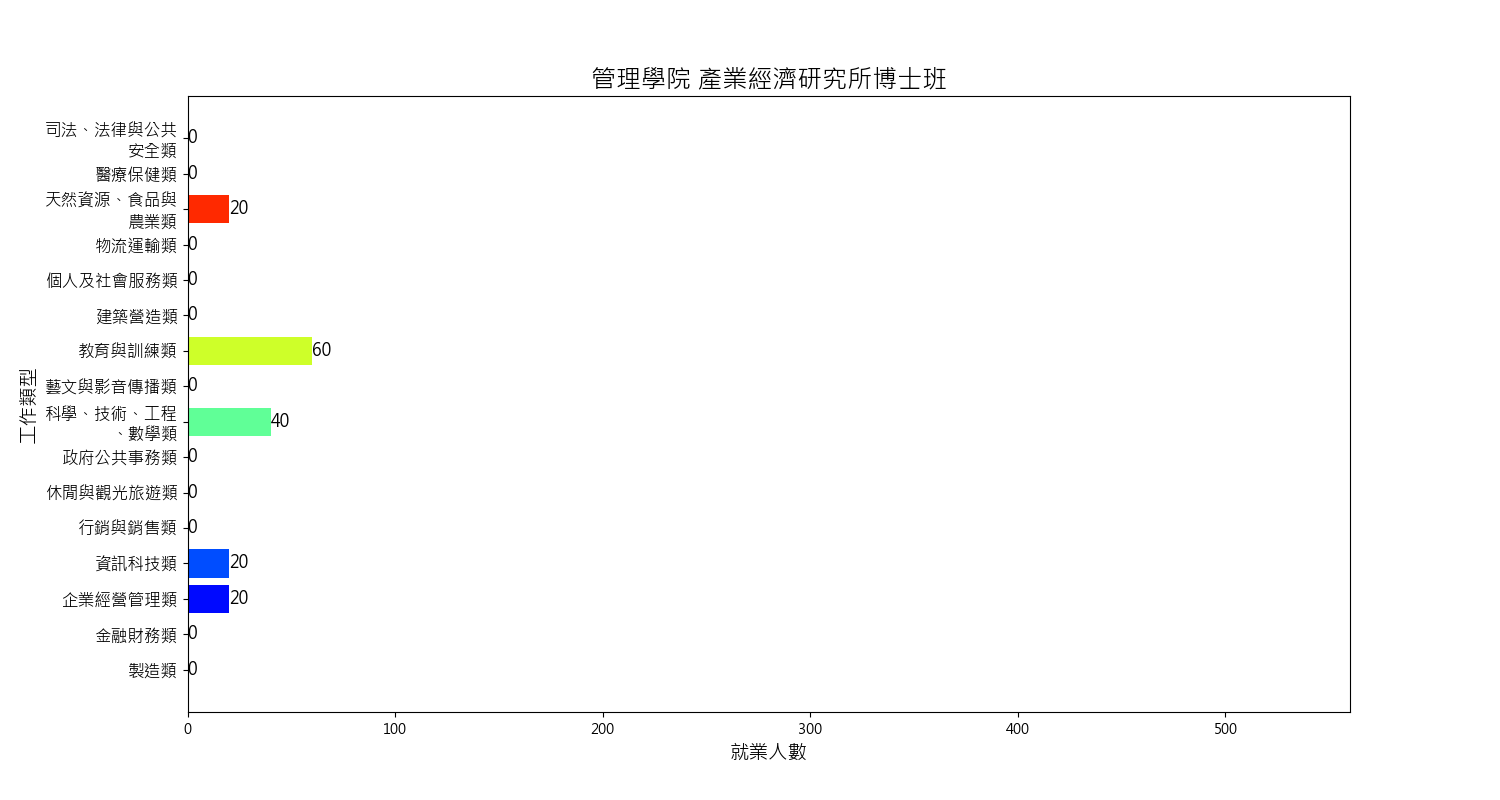 管理學院 產業經濟研究所博士班
司法、法律與公共
安全類
0
醫療保健類
0
天然資源、食品與
農業類
20
物流運輸類
0
個人及社會服務類
0
建築營造類
0
教育與訓練類
60
藝文與影音傳播類
0
科學、技術、工程
、數學類
40
政府公共事務類
0
休閒與觀光旅遊類
0
行銷與銷售類
0
資訊科技類
20
企業經營管理類
20
金融財務類
0
製造類
0
工作類型
0
100
200
300
400
500
就業人數